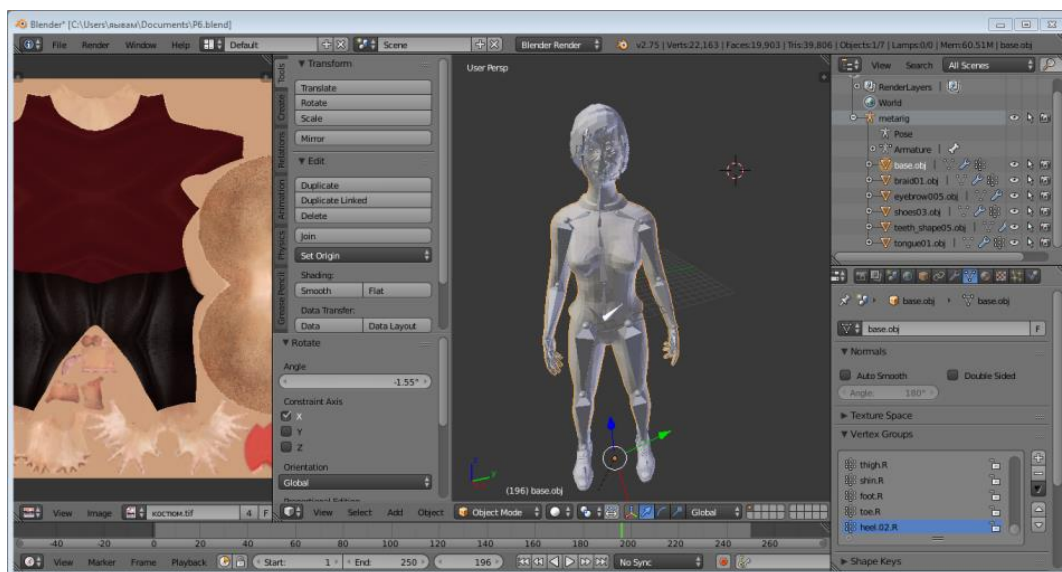 Blender* [C:\Users\яывам\Documents\P6.blend]
File Render Window Help Default Scene Blender Render v2.75 | Verts:22,163 | Faces:19,903 | Tris:39,806 | Objects:1/7 | Lamps:0/0 | Mem:60.51M | base.obj
Tools
Create
Relations
Animation
Physics
Grease Pencil
Transform
Translate
Rotate
Scale
Mirror
Edit
Duplicate
Duplicate Linked
Delete
Join
Set Origin
Shading:
Smooth Flat
Data Transfer:
Data Data Layout
Rotate
Angle
-1.55°
Constraint Axis
X
Y
Z
Orientation
Global
User Persp
z
y
(196) base.obj
View Search All Scenes
RenderLayers
World
metarig
Pose
Armature
base.obj
braid01.obj
eyebrow005.obj
shoes03.obj
teeth_shape05.obj
tongue01.obj
base.obj base.obj
base.obj F
Normals
Auto Smooth Double Sided
Angle: 180°
Texture Space
Vertex Groups
thigh.R
shin.R
foot.R
toe.R
heel.02.R
Shape Keys
View Image костюм.tif 4 F
View Select Add Object Object Mode Global
-40 -20 0 20 40 60 80 100 120 140 160 180 200 220 240 260
View Marker Frame Playback Start: 1 End: 250 196 No Sync